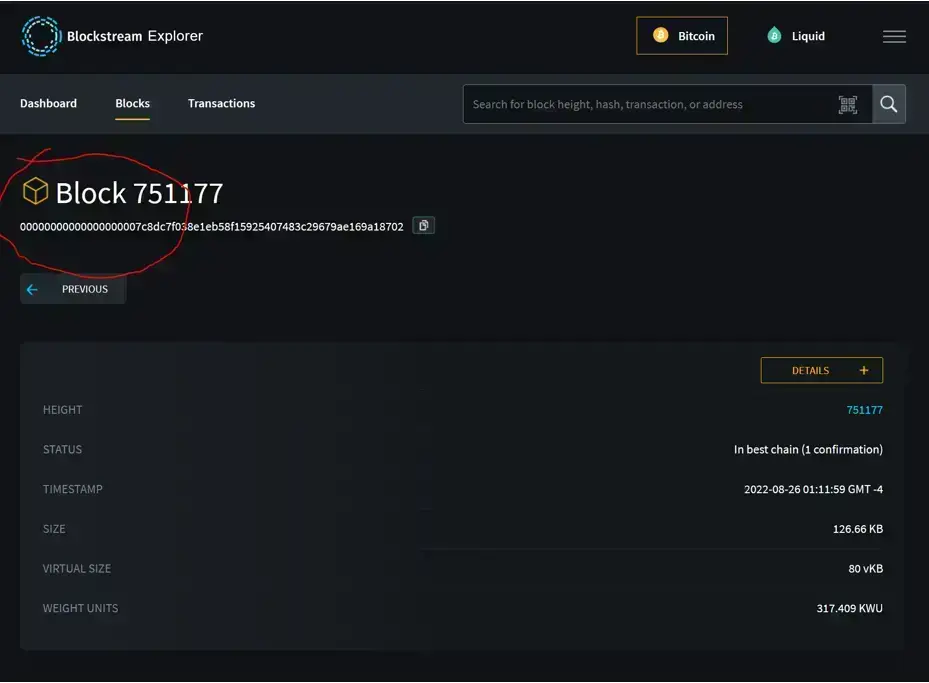 Blockstream Explorer
Bitcoin
Liquid
Dashboard
Blocks
Transactions
Search for block height, hash, transaction, or address
Block 751177
00000000000000000007c8dc7f038e1eb58f15925407483c29679ae169a18702
PREVIOUS
DETAILS +
HEIGHT 751177
STATUS In best chain (1 confirmation)
TIMESTAMP 2022-08-26 01:11:59 GMT -4
SIZE 126.66 KB
VIRTUAL SIZE 80 vKB
WEIGHT UNITS 317.409 KWU